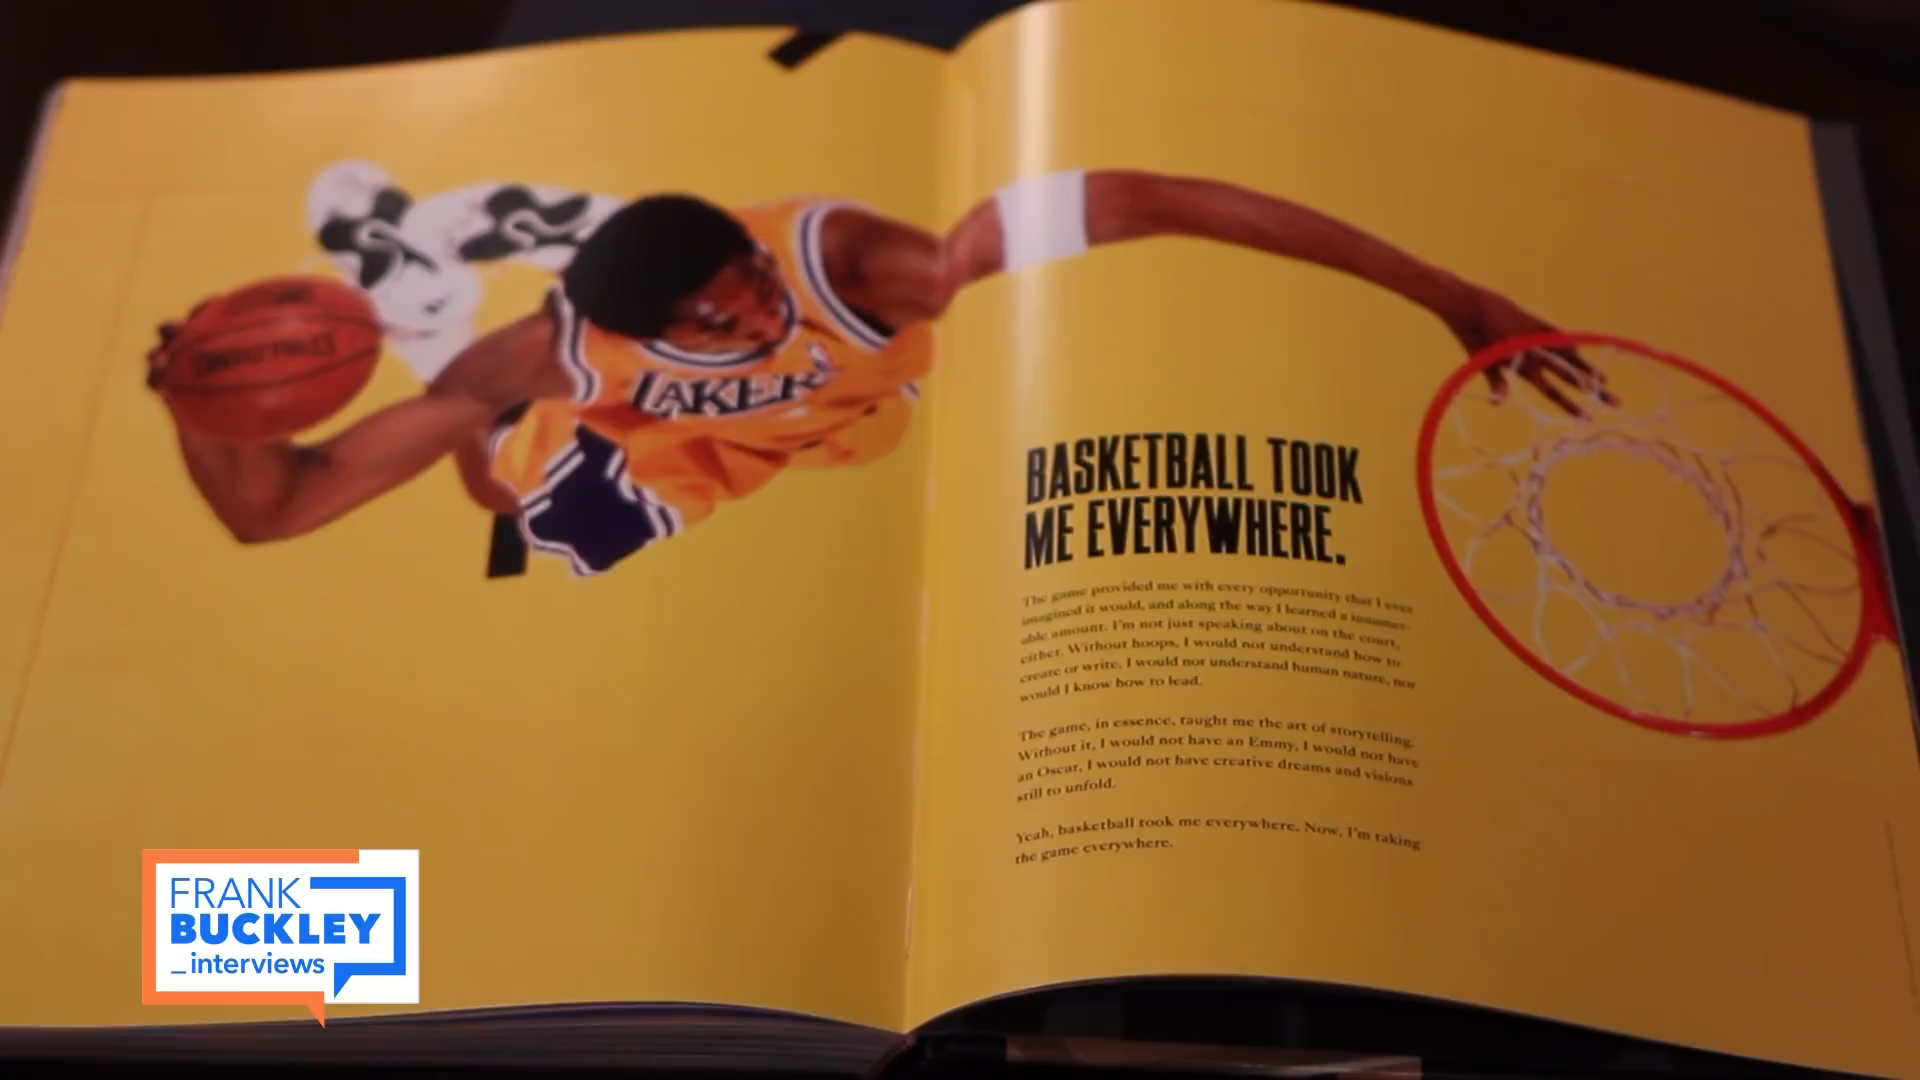 SPALDING
LAKERS
BASKETBALL TOOK
ME EVERYWHERE.
The game provided me with every opportunity that I ever
imagined it would, and along the way I learned a innumer-
able amount. I'm not just speaking about on the court,
either. Without hoops, I would not understand how to
create or write, I would not understand human nature, nor
would I know how to lead.
The game, in essence, taught me the art of storytelling.
Without it, I would not have an Emmy, I would not have
an Oscar, I would not have creative dreams and visions
still to unfold.
Yeah, basketball took me everywhere. Now, I'm taking
the game everywhere.
FRANK
BUCKLEY
_interviews